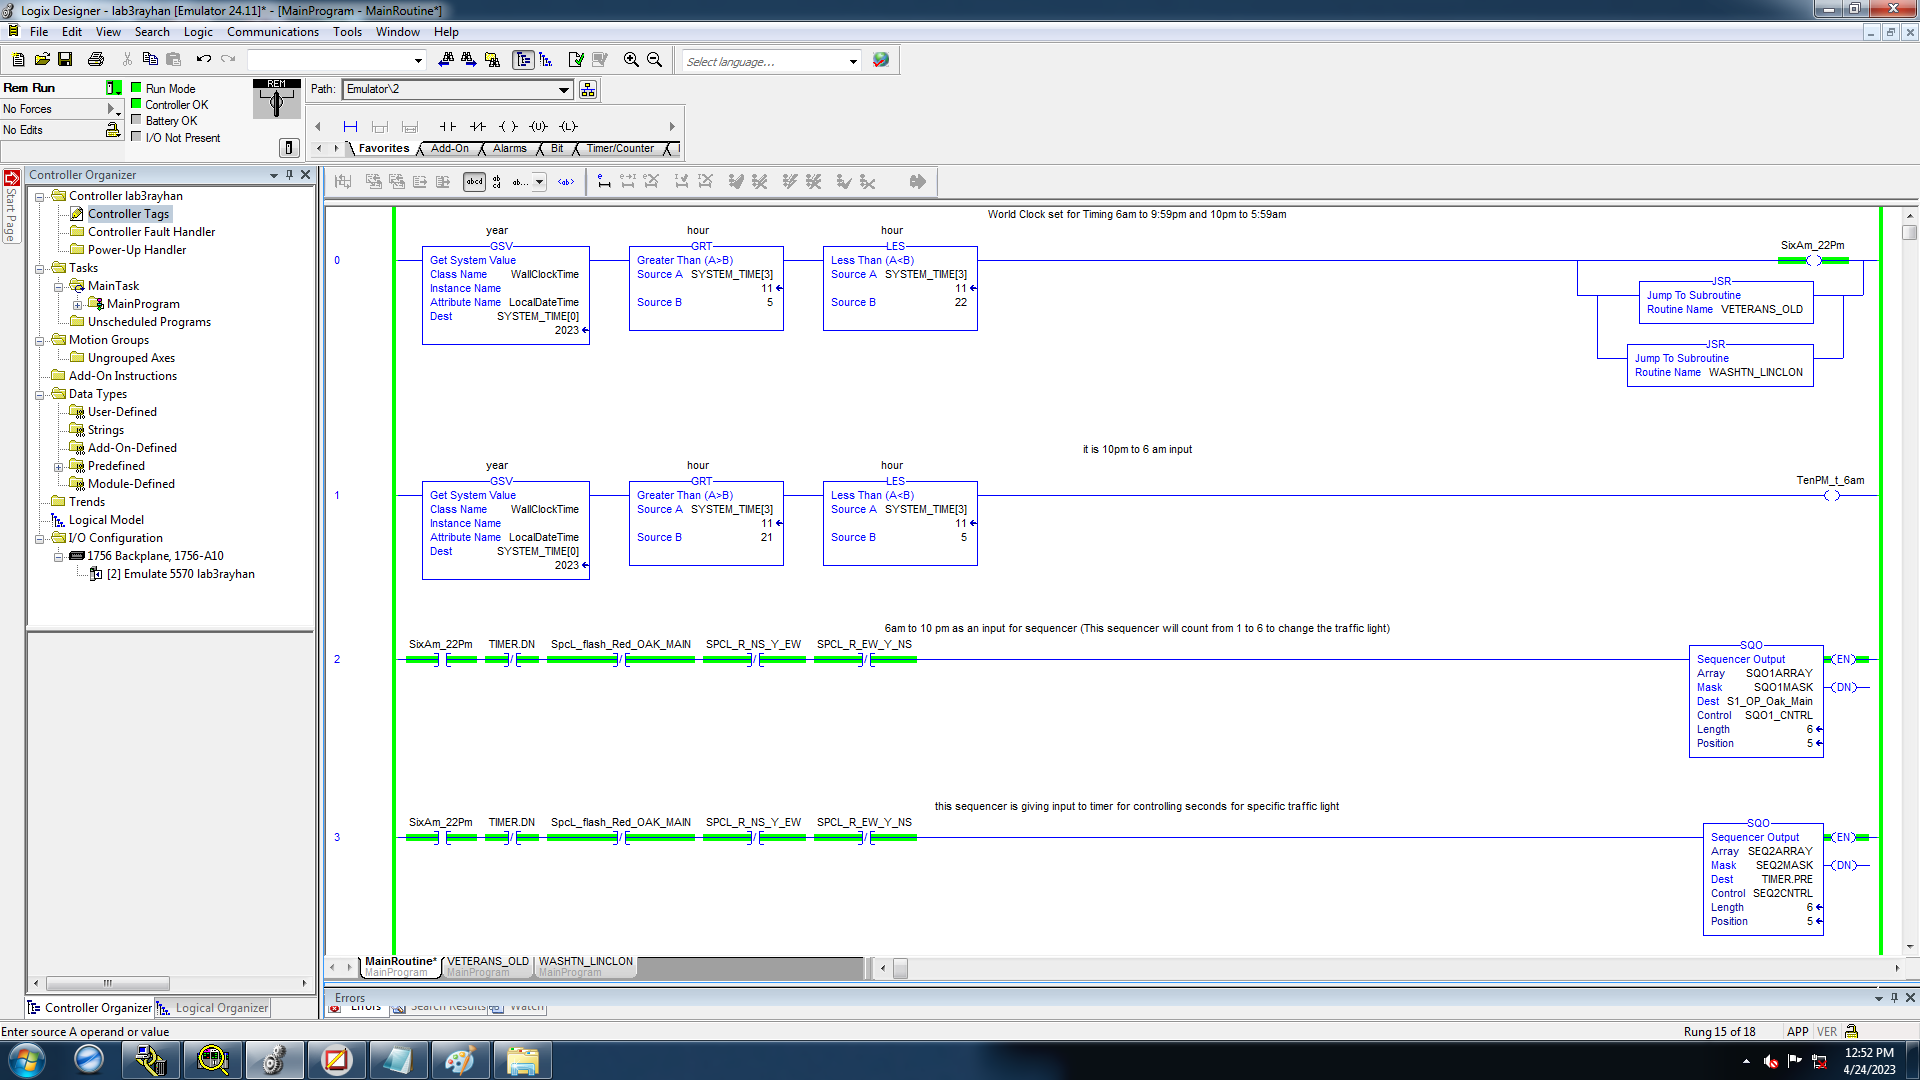 Logix Designer - lab3rayhan [Emulator 24.11]* - [MainProgram - MainRoutine*]
File Edit View Search Logic Communications Tools Window Help
Select language...
Rem Run
No Forces
No Edits
Run Mode
Controller OK
Battery OK
I/O Not Present
REM
Path: Emulator\2
Favorites Add-On Alarms Bit Timer/Counter
Start Page
Controller Organizer
Controller lab3rayhan
Controller Tags
Controller Fault Handler
Power-Up Handler
Tasks
MainTask
MainProgram
Unscheduled Programs
Motion Groups
Ungrouped Axes
Add-On Instructions
Data Types
User-Defined
Strings
Add-On-Defined
Predefined
Module-Defined
Trends
Logical Model
I/O Configuration
1756 Backplane, 1756-A10
[2] Emulate 5570 lab3rayhan
Controller Organizer Logical Organizer
World Clock set for Timing 6am to 9:59pm and 10pm to 5:59am
0
year
GSV
Get System Value
Class Name WallClockTime
Instance Name
Attribute Name LocalDateTime
Dest SYSTEM_TIME[0]
2023
hour
GRT
Greater Than (A>B)
Source A SYSTEM_TIME[3]
11
Source B 5
hour
LES
Less Than (A<B)
Source A SYSTEM_TIME[3]
11
Source B 22
SixAm_22Pm
JSR
Jump To Subroutine
Routine Name VETERANS_OLD
JSR
Jump To Subroutine
Routine Name WASHTN_LINCLON
it is 10pm to 6 am input
1
year
GSV
Get System Value
Class Name WallClockTime
Instance Name
Attribute Name LocalDateTime
Dest SYSTEM_TIME[0]
2023
hour
GRT
Greater Than (A>B)
Source A SYSTEM_TIME[3]
11
Source B 21
hour
LES
Less Than (A<B)
Source A SYSTEM_TIME[3]
11
Source B 5
TenPM_t_6am
6am to 10 pm as an input for sequencer (This sequencer will count from 1 to 6 to change the traffic light)
2
SixAm_22Pm TIMER.DN SpcL_flash_Red_OAK_MAIN SPCL_R_NS_Y_EW SPCL_R_EW_Y_NS
SQO
Sequencer Output
Array SQO1ARRAY
Mask SQO1MASK
Dest S1_OP_Oak_Main
Control SQO1_CNTRL
Length 6
Position 5
EN
DN
this sequencer is giving input to timer for controlling seconds for specific traffic light
3
SixAm_22Pm TIMER.DN SpcL_flash_Red_OAK_MAIN SPCL_R_NS_Y_EW SPCL_R_EW_Y_NS
SQO
Sequencer Output
Array SEQ2ARRAY
Mask SEQ2MASK
Dest TIMER.PRE
Control SEQ2CNTRL
Length 6
Position 5
EN
DN
MainRoutine* VETERANS_OLD WASHTN_LINCLON
MainProgram MainProgram MainProgram
Errors
Errors Search Results Watch
Enter source A operand or value
Rung 15 of 18 APP VER
12:52 PM
4/24/2023